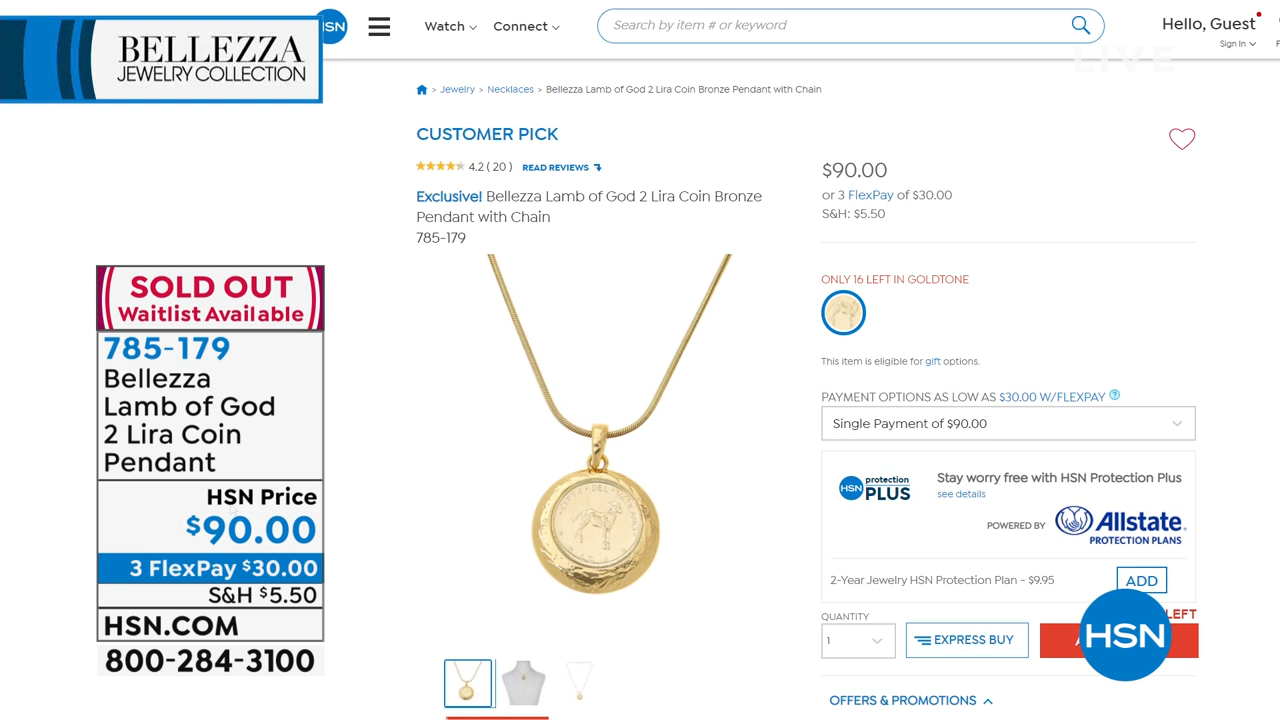 BELLEZZA
JEWELRY COLLECTION
HSN
Watch
Connect
Search by item # or keyword
Hello, Guest
Sign In
LIVE
> Jewelry > Necklaces > Bellezza Lamb of God 2 Lira Coin Bronze Pendant with Chain
CUSTOMER PICK
4.2 ( 20 ) READ REVIEWS
Exclusive! Bellezza Lamb of God 2 Lira Coin Bronze
Pendant with Chain
785-179
$90.00
or 3 FlexPay of $30.00
S&H: $5.50
ONLY 16 LEFT IN GOLDTONE
This item is eligible for gift options.
PAYMENT OPTIONS AS LOW AS $30.00 W/FLEXPAY ?
Single Payment of $90.00
HSN protection PLUS
Stay worry free with HSN Protection Plus
see details
POWERED BY Allstate.
PROTECTION PLANS
2-Year Jewelry HSN Protection Plan - $9.95
ADD
QUANTITY
1
EXPRESS BUY
LEFT
HSN
OFFERS & PROMOTIONS
SOLD OUT
Waitlist Available
785-179
Bellezza
Lamb of God
2 Lira Coin
Pendant
HSN Price
$90.00
3 FlexPay $30.00
S&H $5.50
HSN.COM
800-284-3100